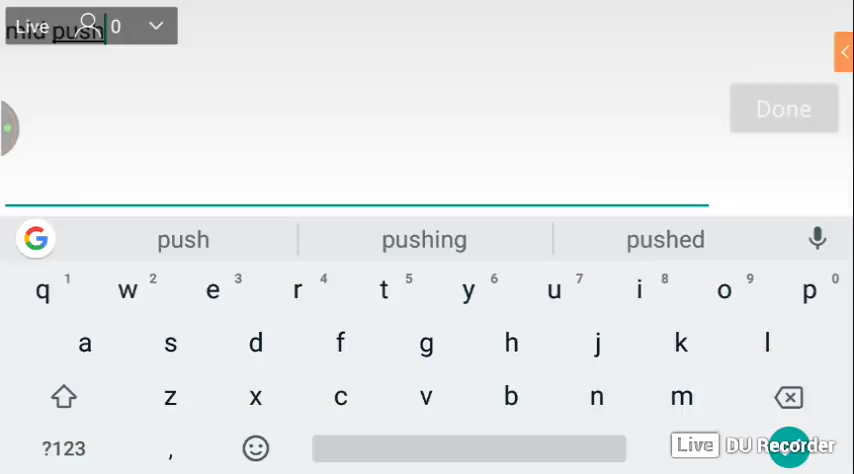 Live 0
mid push
Done
push pushing pushed
q 1 w 2 e 3 r 4 t 5 y 6 u 7 i 8 o 9 p 0
a s d f g h j k l
z x c v b n m
?123 , Live DU Recorder